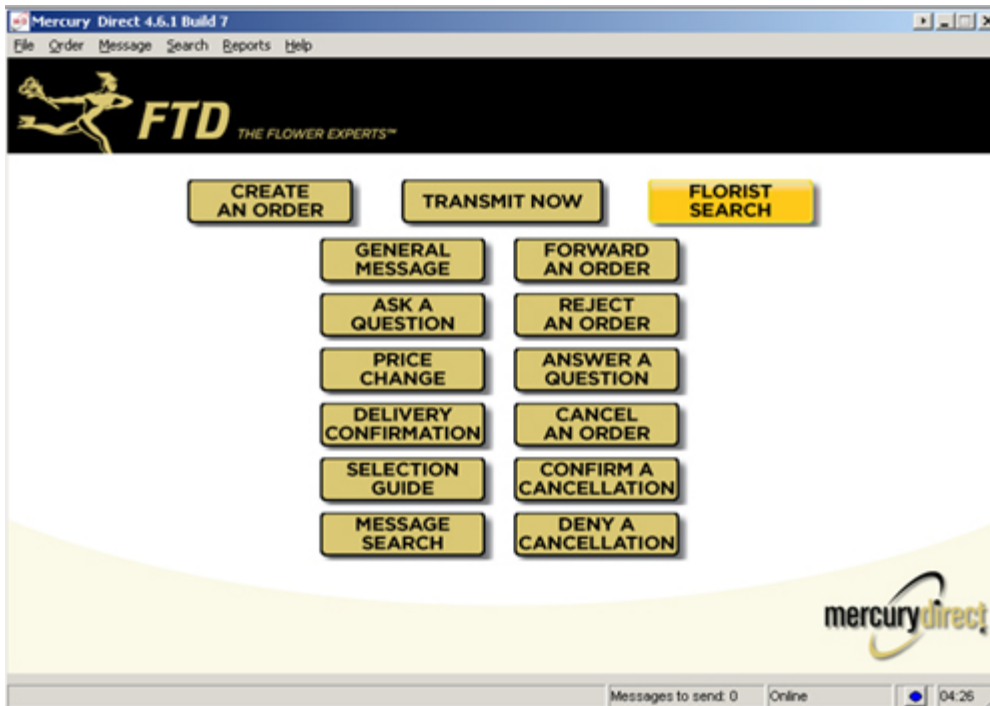 Mercury Direct 4.6.1 Build 7
File Order Message Search Reports Help
FTD THE FLOWER EXPERTS™
CREATE
AN ORDER
TRANSMIT NOW
FLORIST
SEARCH
GENERAL
MESSAGE
FORWARD
AN ORDER
ASK A
QUESTION
REJECT
AN ORDER
PRICE
CHANGE
ANSWER A
QUESTION
DELIVERY
CONFIRMATION
CANCEL
AN ORDER
SELECTION
GUIDE
CONFIRM A
CANCELLATION
MESSAGE
SEARCH
DENY A
CANCELLATION
mercurydirect
Messages to send: 0 Online 04:26